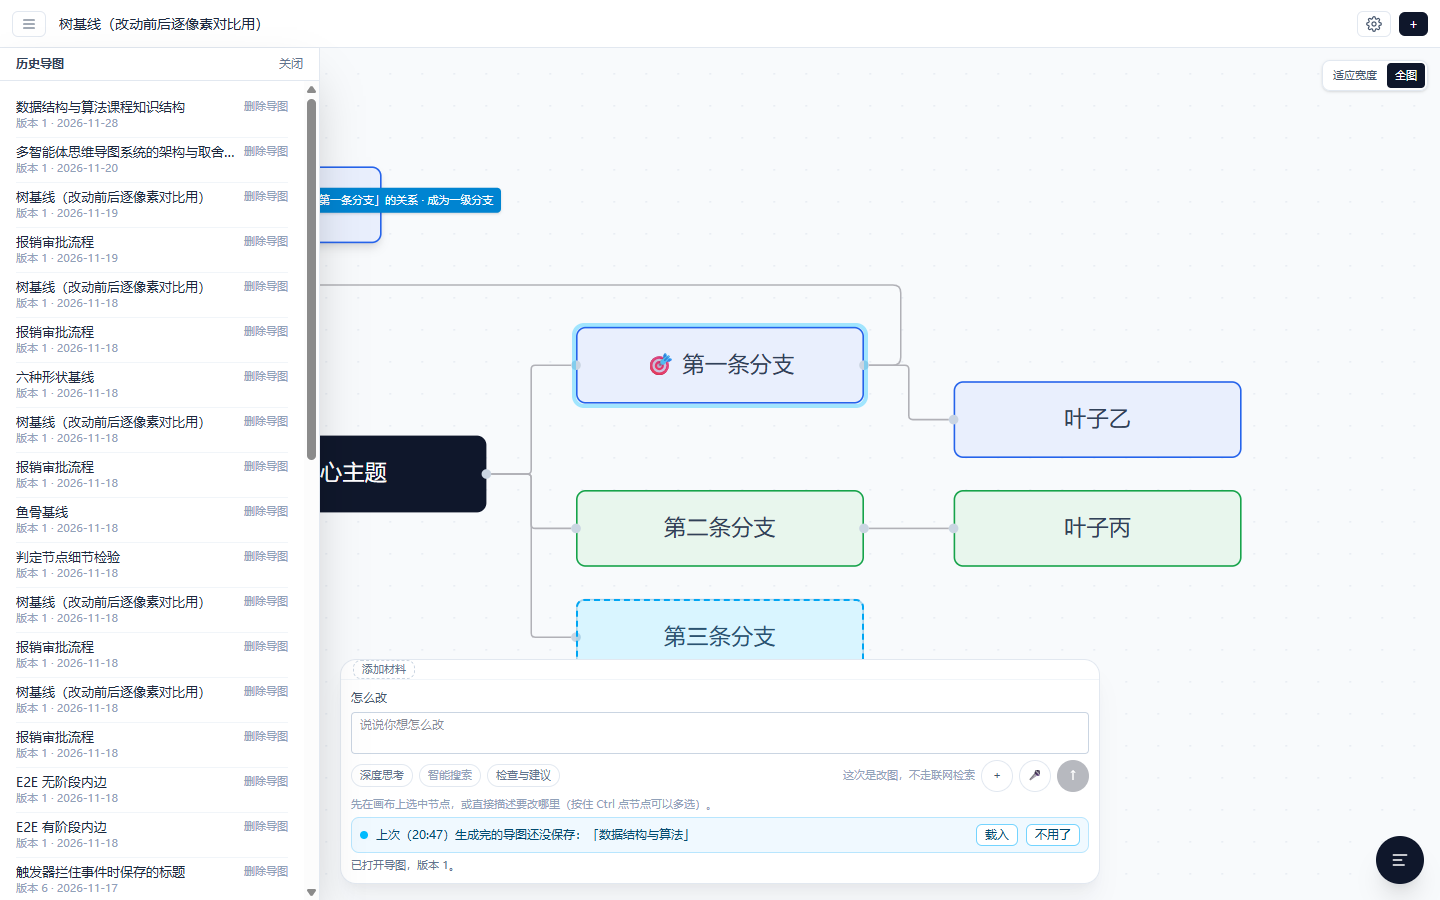 树基线（改动前后逐像素对比用）
+
历史导图
关闭
数据结构与算法课程知识结构
删除导图
版本 1 · 2026-11-28
多智能体思维导图系统的架构与取舍...
删除导图
版本 1 · 2026-11-20
树基线（改动前后逐像素对比用）
删除导图
版本 1 · 2026-11-19
报销审批流程
删除导图
版本 1 · 2026-11-19
树基线（改动前后逐像素对比用）
删除导图
版本 1 · 2026-11-18
报销审批流程
删除导图
版本 1 · 2026-11-18
六种形状基线
删除导图
版本 1 · 2026-11-18
树基线（改动前后逐像素对比用）
删除导图
版本 1 · 2026-11-18
报销审批流程
删除导图
版本 1 · 2026-11-18
鱼骨基线
删除导图
版本 1 · 2026-11-18
判定节点细节检验
删除导图
版本 1 · 2026-11-18
树基线（改动前后逐像素对比用）
删除导图
版本 1 · 2026-11-18
报销审批流程
删除导图
版本 1 · 2026-11-18
树基线（改动前后逐像素对比用）
删除导图
版本 1 · 2026-11-18
报销审批流程
删除导图
版本 1 · 2026-11-18
E2E 无阶段内边
删除导图
版本 1 · 2026-11-18
E2E 有阶段内边
删除导图
版本 1 · 2026-11-18
触发器拦住事件时保存的标题
删除导图
版本 6 · 2026-11-17
适应宽度
全图
第一条分支」的关系 · 成为一级分支
第一条分支
叶子乙
心主题
第二条分支
叶子丙
第三条分支
添加材料
怎么改
说说你想怎么改
深度思考
智能搜索
检查与建议
这次是改图，不走联网检索
+
先在画布上选中节点，或直接描述要改哪里（按住 Ctrl 点节点可以多选）。
上次（20:47）生成完的导图还没保存：「数据结构与算法」
载入
不用了
已打开导图，版本 1。